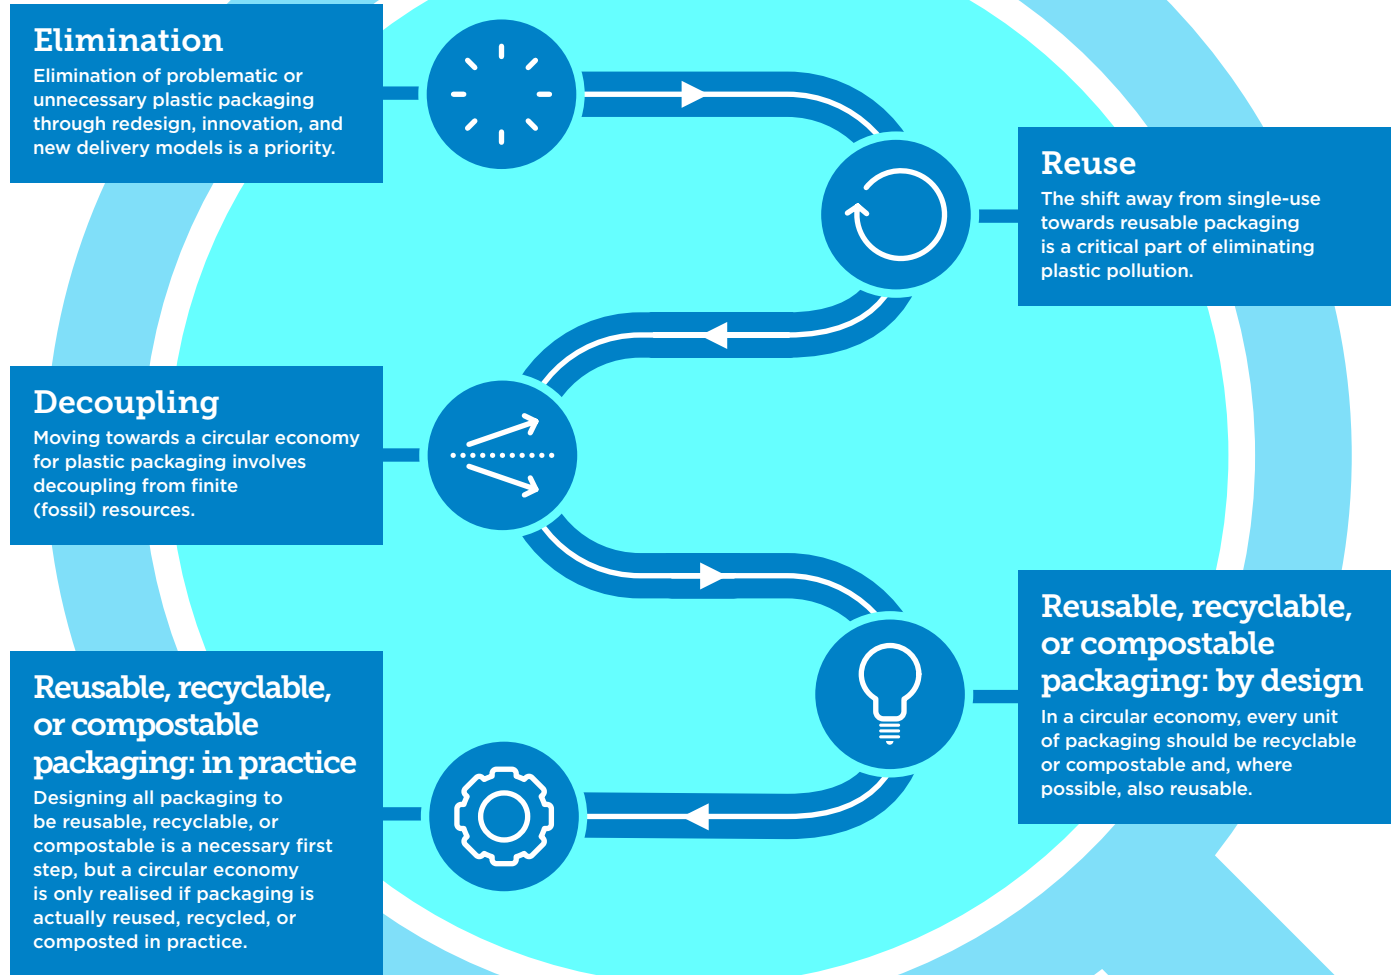 Elimination
Elimination of problematic or
unnecessary plastic packaging
through redesign, innovation, and
new delivery models is a priority.
Reuse
The shift away from single-use
towards reusable packaging
is a critical part of eliminating
plastic pollution.
Decoupling
Moving towards a circular economy
for plastic packaging involves
decoupling from finite
(fossil) resources.
Reusable, recyclable,
or compostable
packaging: by design
In a circular economy, every unit
of packaging should be recyclable
or compostable and, where
possible, also reusable.
Reusable, recyclable,
or compostable
packaging: in practice
Designing all packaging to
be reusable, recyclable, or
compostable is a necessary first
step, but a circular economy
is only realised if packaging is
actually reused, recycled, or
composted in practice.